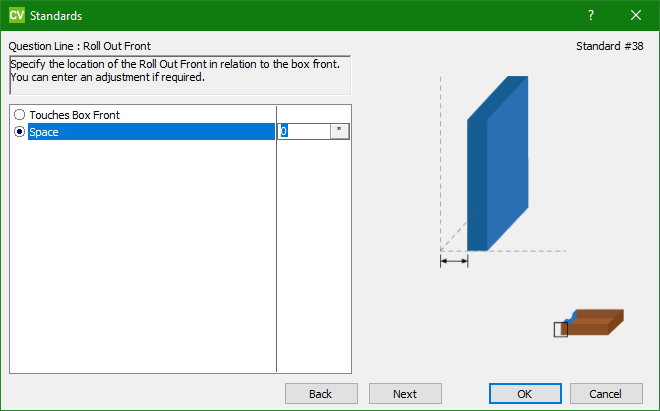 CV Standards ? ×
Question Line : Roll Out Front Standard #38
Specify the location of the Roll Out Front in relation to the box front.
You can enter an adjustment if required.
Touches Box Front
Space 0 "
Back Next OK Cancel